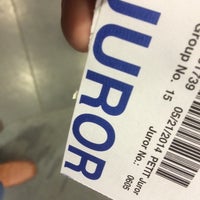 JUROR
Group No. 15
05/21/2014 PETIT Juror
Juror No.: 0605